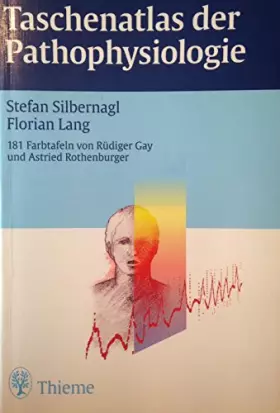 Taschenatlas der
Pathophysiologie
Stefan Silbernagl
Florian Lang
181 Farbtafeln von Rüdiger Gay
und Astried Rothenburger
Thieme